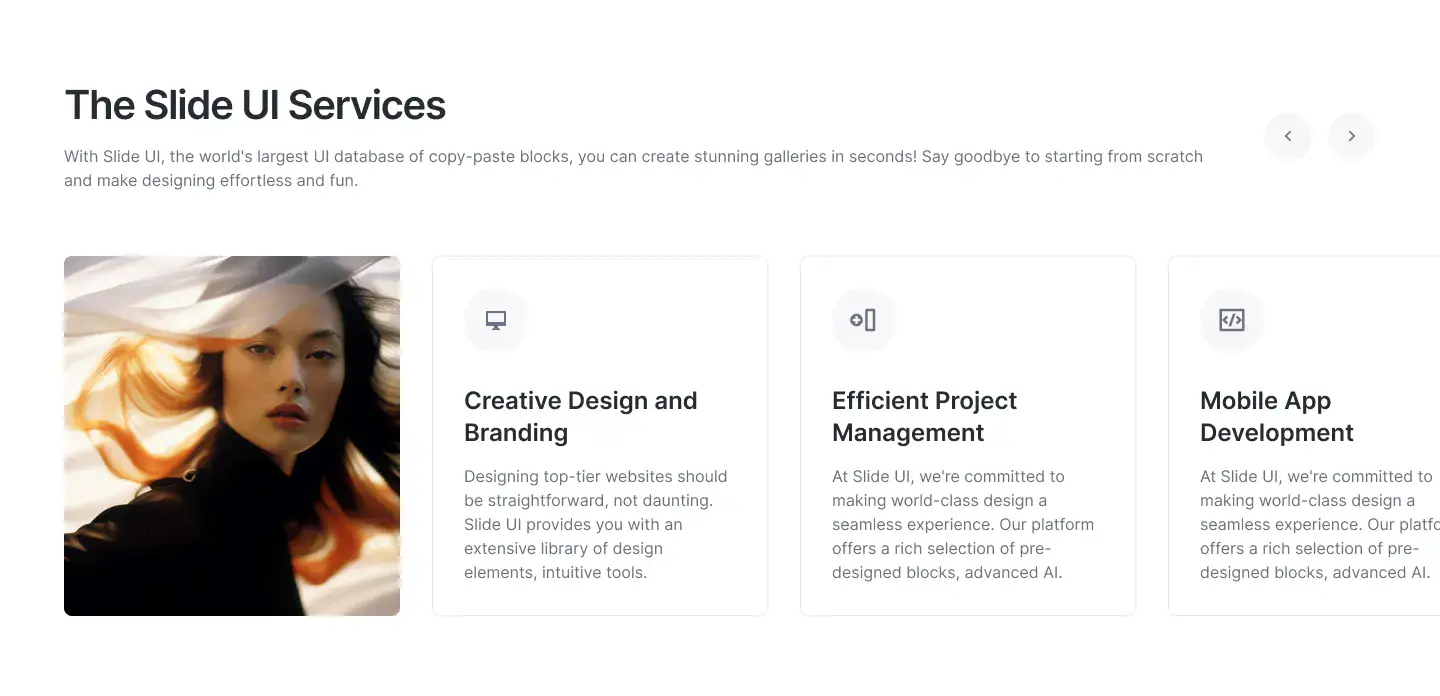 The Slide UI Services
With Slide UI, the world's largest UI database of copy-paste blocks, you can create stunning galleries in seconds! Say goodbye to starting from scratch
and make designing effortless and fun.
Creative Design and
Branding
Designing top-tier websites should
be straightforward, not daunting.
Slide UI provides you with an
extensive library of design
elements, intuitive tools.
Efficient Project
Management
At Slide UI, we're committed to
making world-class design a
seamless experience. Our platform
offers a rich selection of pre-
designed blocks, advanced AI.
Mobile App
Development
At Slide UI, we're committed to
making world-class design a
seamless experience. Our
offers a rich selection of pre-
designed blocks, advanced AI.